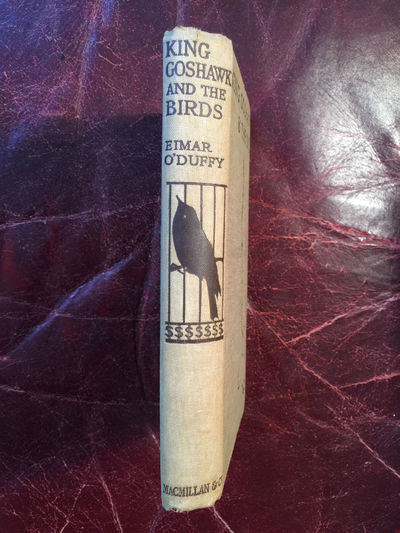 KING
GOSHAWK
AND THE
BIRDS
EIMAR
O'DUFFY
$$$$$$$
MACMILLAN & Cº